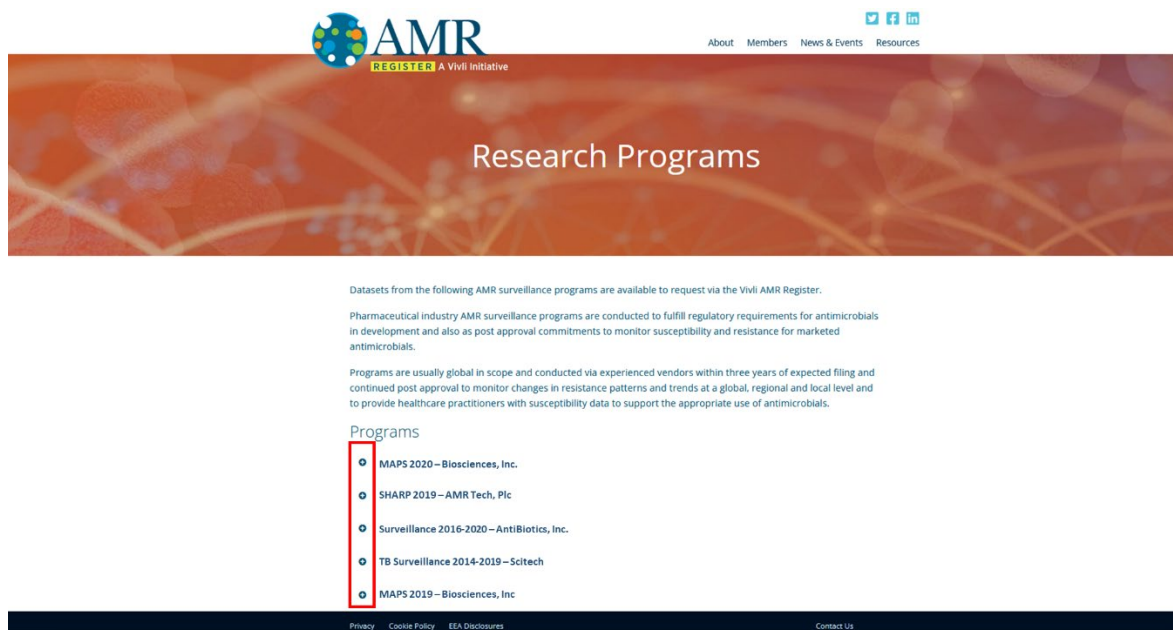 AMR
REGISTER A Vivli Initiative
About Members News & Events Resources
Research Programs
Datasets from the following AMR surveillance programs are available to request via the Vivli AMR Register.
Pharmaceutical industry AMR surveillance programs are conducted to fulfill regulatory requirements for antimicrobials
in development and also as post approval commitments to monitor susceptibility and resistance for marketed
antimicrobials.
Programs are usually global in scope and conducted via experienced vendors within three years of expected filing and
continued post approval to monitor changes in resistance patterns and trends at a global, regional and local level and
to provide healthcare practitioners with susceptibility data to support the appropriate use of antimicrobials.
Programs
MAPS 2020 – Biosciences, Inc.
SHARP 2019 – AMR Tech, Plc
Surveillance 2016-2020 – AntiBiotics, Inc.
TB Surveillance 2014-2019 – Scitech
MAPS 2019 – Biosciences, Inc
Privacy Cookie Policy EEA Disclosures Contact Us